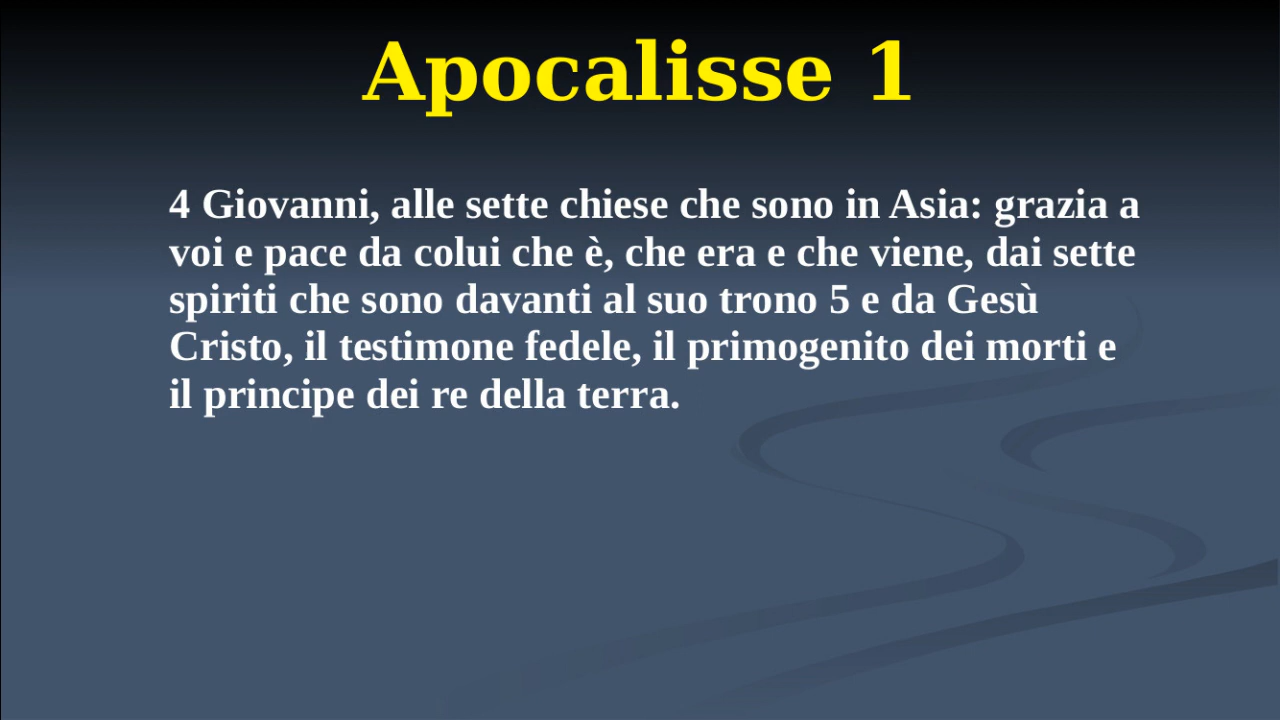 Apocalisse 1
4 Giovanni, alle sette chiese che sono in Asia: grazia a
voi e pace da colui che è, che era e che viene, dai sette
spiriti che sono davanti al suo trono 5 e da Gesù
Cristo, il testimone fedele, il primogenito dei morti e
il principe dei re della terra.